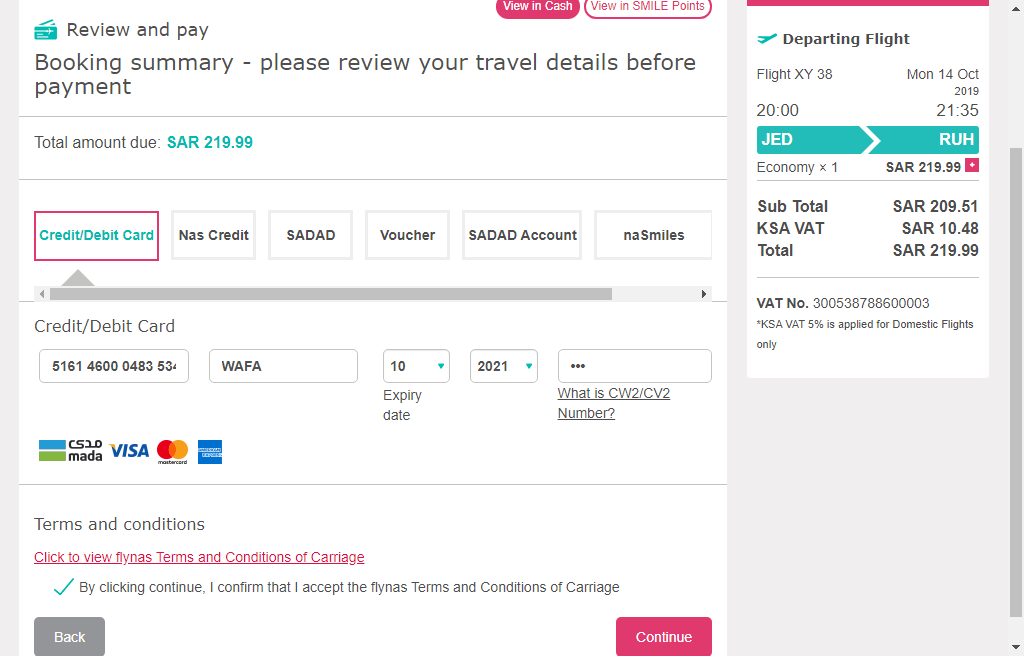 View in Cash
View in SMILE Points
Review and pay
Booking summary - please review your travel details before
payment
Total amount due: SAR 219.99
Credit/Debit Card
Nas Credit
SADAD
Voucher
SADAD Account
naSmiles
Credit/Debit Card
5161 4600 0483 534
WAFA
10
2021
•••
Expiry
date
What is CW2/CV2
Number?
مدى
mada
VISA
mastercard
AMERICAN
EXPRESS
Terms and conditions
Click to view flynas Terms and Conditions of Carriage
By clicking continue, I confirm that I accept the flynas Terms and Conditions of Carriage
Back
Continue
Departing Flight
Flight XY 38 Mon 14 Oct
2019
20:00 21:35
JED RUH
Economy × 1 SAR 219.99 +
Sub Total SAR 209.51
KSA VAT SAR 10.48
Total SAR 219.99
VAT No. 300538788600003
*KSA VAT 5% is applied for Domestic Flights
only